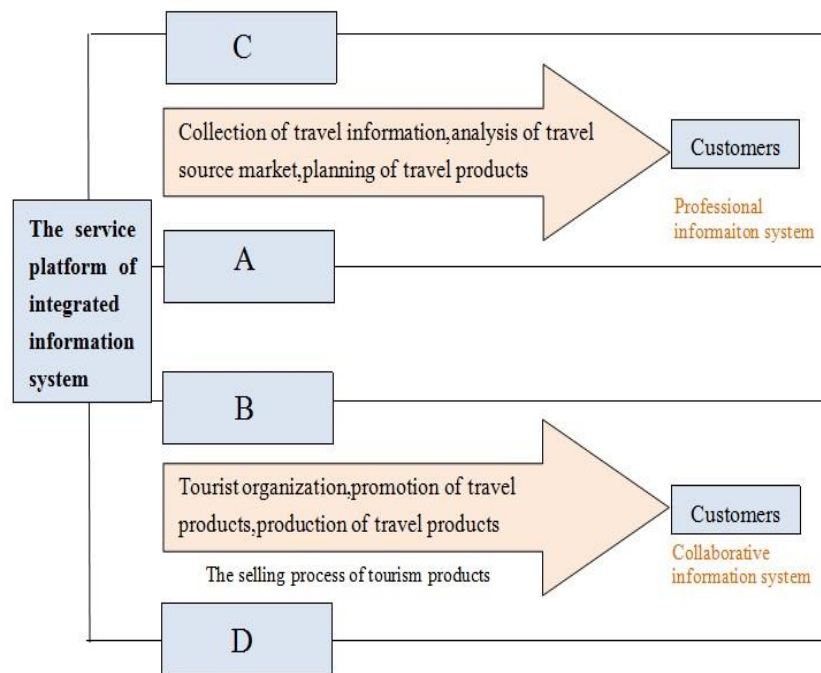 C
Collection of travel information,analysis of travel
source market,planning of travel products
Customers
Professional
informaiton system
The service
platform of
integrated
information
system
A
B
Tourist organization,promotion of travel
products,production of travel products
Customers
The selling process of tourism products
Collaborative
information system
D